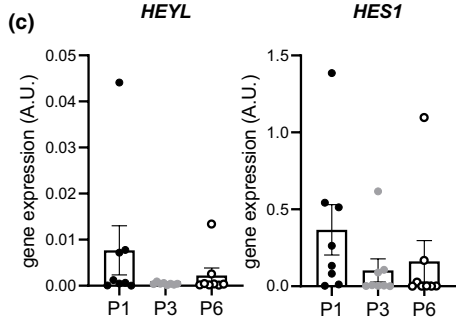 (c)
HEYL
gene expression (A.U.)
0.05
0.04
0.03
0.02
0.01
0.00
P1 P3 P6
HES1
gene expression (A.U.)
1.5
1.0
0.5
0.0
P1 P3 P6